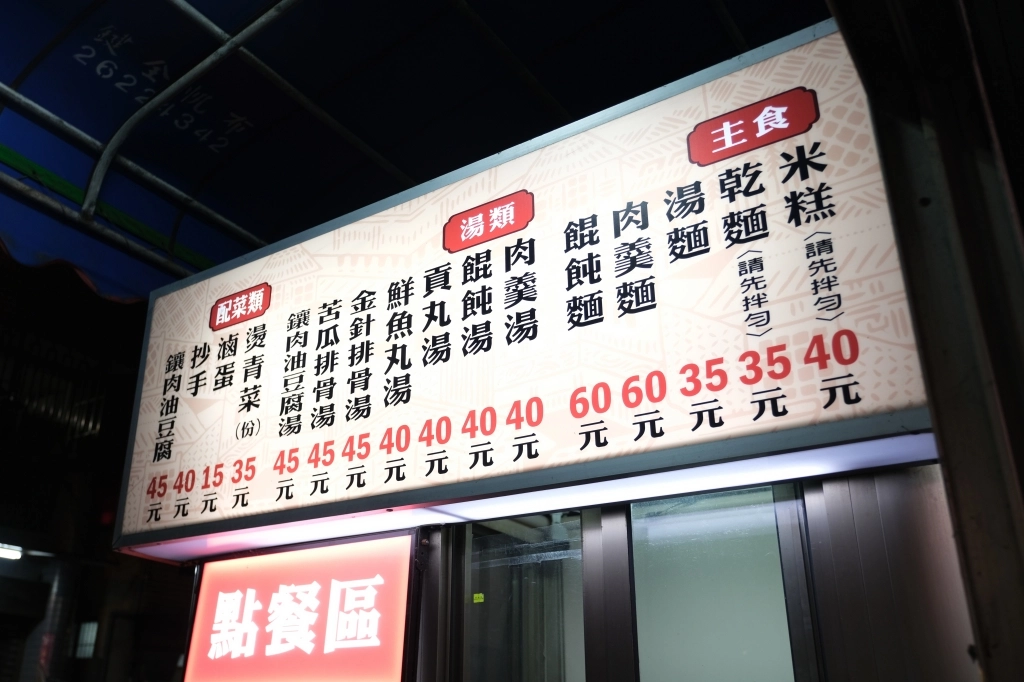 鍵金帆布
26224342
主食
米糕〈請先拌勻〉40元
乾麵〈請先拌勻〉35元
湯麵35元
肉羹麵60元
餛飩麵60元
湯類
肉羹湯40元
餛飩湯40元
貢丸湯40元
鮮魚丸湯40元
金針排骨湯45元
苦瓜排骨湯45元
鑲肉油豆腐湯45元
配菜類
燙青菜(份)35元
滷蛋15元
抄手40元
鑲肉油豆腐45元
點餐區